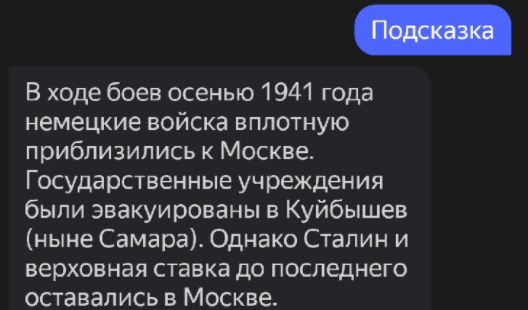 Подсказка
В ходе боев осенью 1941 года
немецкие войска вплотную
приблизились к Москве.
Государственные учреждения
были эвакуированы в Куйбышев
(ныне Самара). Однако Сталин и
верховная ставка до последнего
оставались в Москве.